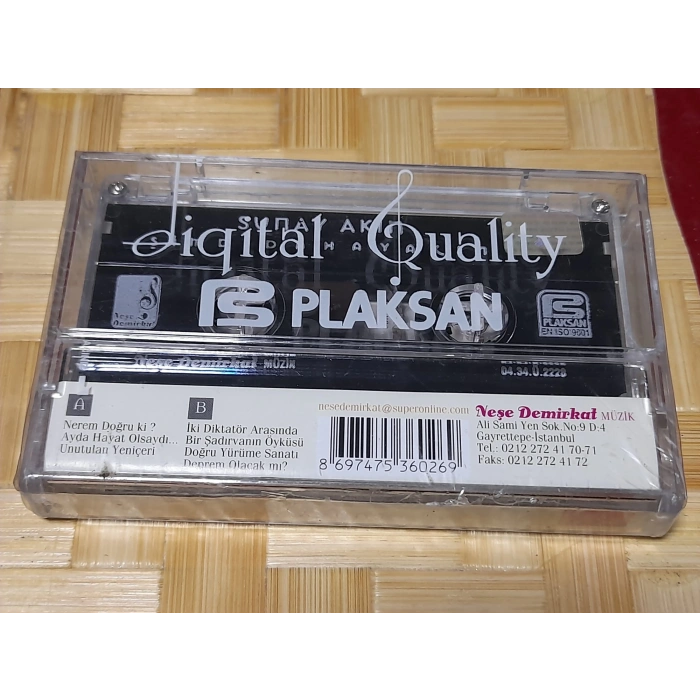 SUNAY AKIN
Digital Quality
PLAKSAN
Neşe
Demirkat
PLAKSAN
EN ISO 9001
Neşe Demirkat MÜZİK
04.34.Ü.2228
A
Nerem Doğru ki ?
Ayda Hayat Olsaydı...
Unutulan Yeniçeri
B
İki Diktatör Arasında
Bir Şadırvanın Öyküsü
Doğru Yürüme Sanatı
Deprem Olacak mı?
nesedemirkat@superonline.com
8 697475 360269
Neşe Demirkat MÜZİK
Ali Sami Yen Sok.No:9 D:4
Gayrettepe-İstanbul
Tel.: 0212 272 41 70-71
Faks: 0212 272 41 72